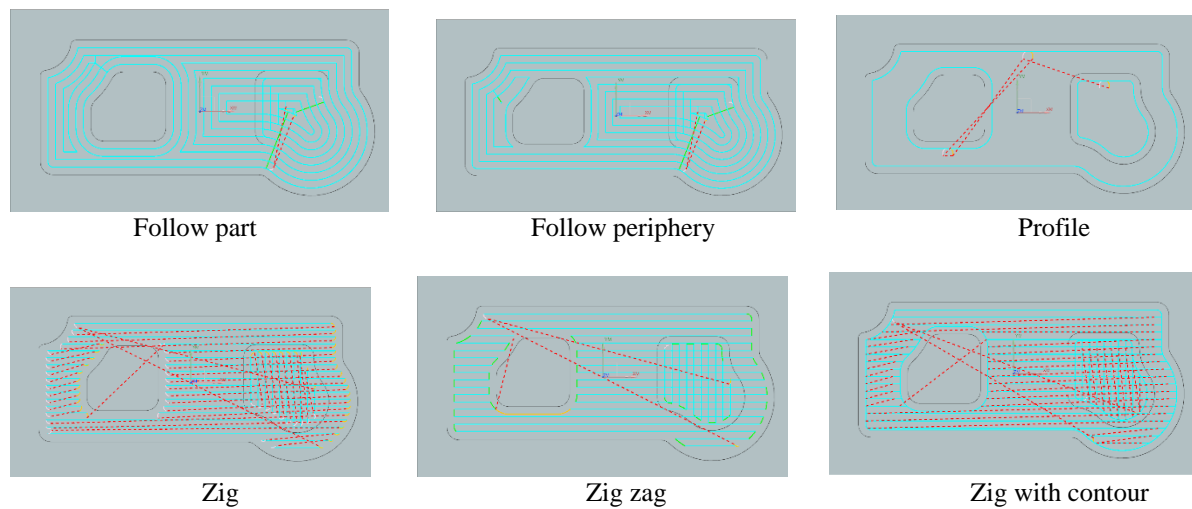 Follow part
Follow periphery
Profile
Zig
Zig zag
Zig with contour